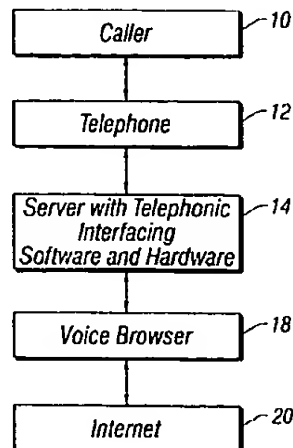 Caller
10
Telephone
12
Server with Telephonic
14
Interfacing
Software and Hardware
Voice Browser
18
Internet
20